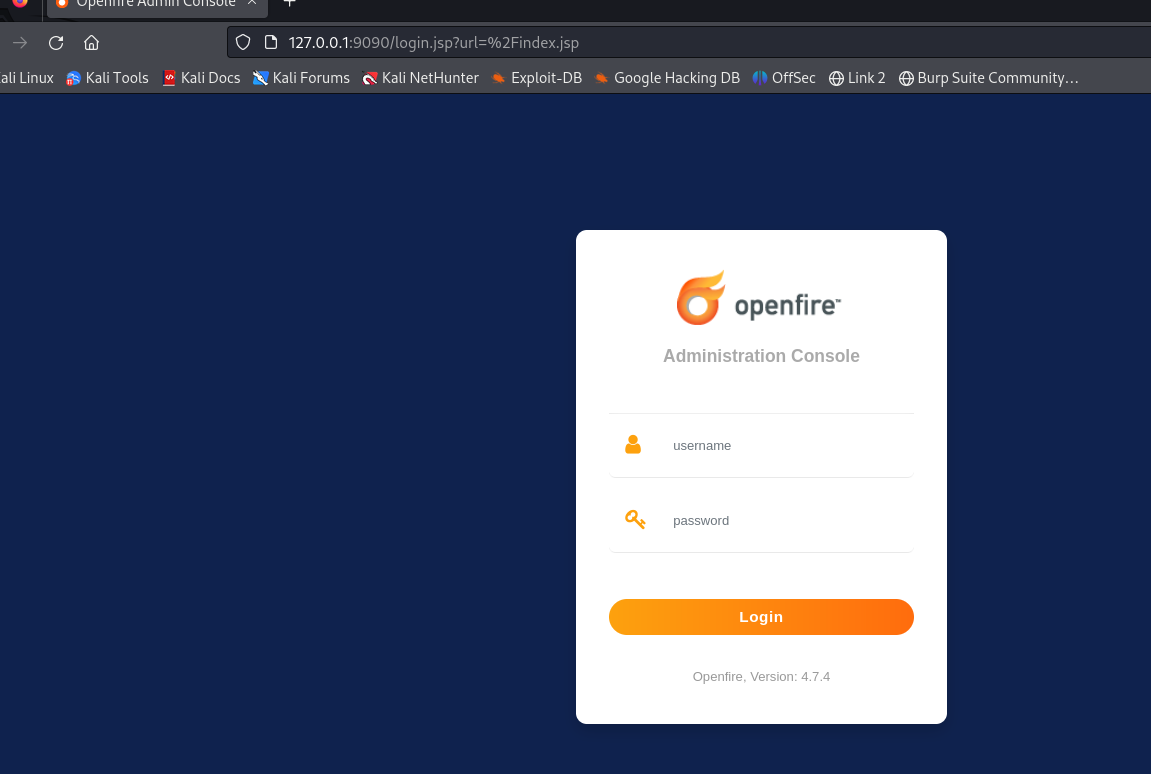 Openfire Admin Console
127.0.0.1:9090/login.jsp?url=%2Findex.jsp
ali Linux Kali Tools Kali Docs Kali Forums Kali NetHunter Exploit-DB Google Hacking DB OffSec Link 2 Burp Suite Community…
openfire™
Administration Console
username
password
Login
Openfire, Version: 4.7.4